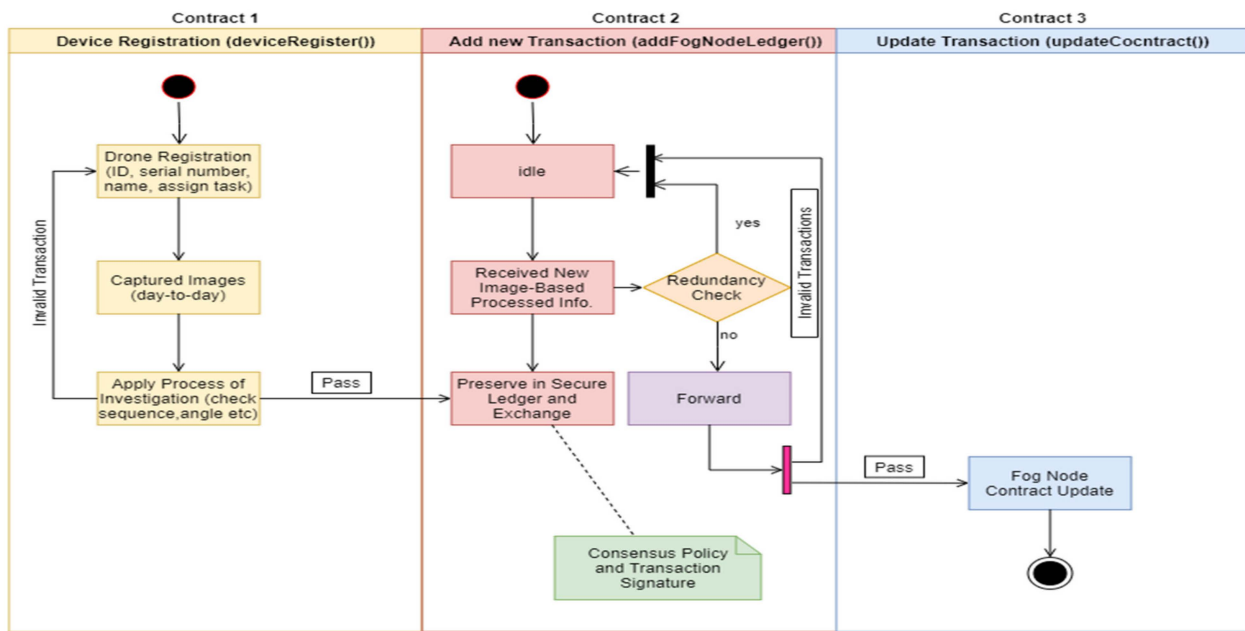 Contract 1
Contract 2
Contract 3
Device Registration (deviceRegister())
Add new Transaction (addFogNodeLedger())
Update Transaction (updateCocntract())
Drone Registration
(ID, serial number,
name, assign task)
Invalid Transaction
Captured Images
(day-to-day)
Apply Process of
Investigation (check
sequence,angle etc)
Pass
idle
Received New
Image-Based
Processed Info.
Preserve in Secure
Ledger and
Exchange
yes
Redundancy
Check
no
Invalid Transactions
Forward
Consensus Policy
and Transaction
Signature
Pass
Fog Node
Contract Update